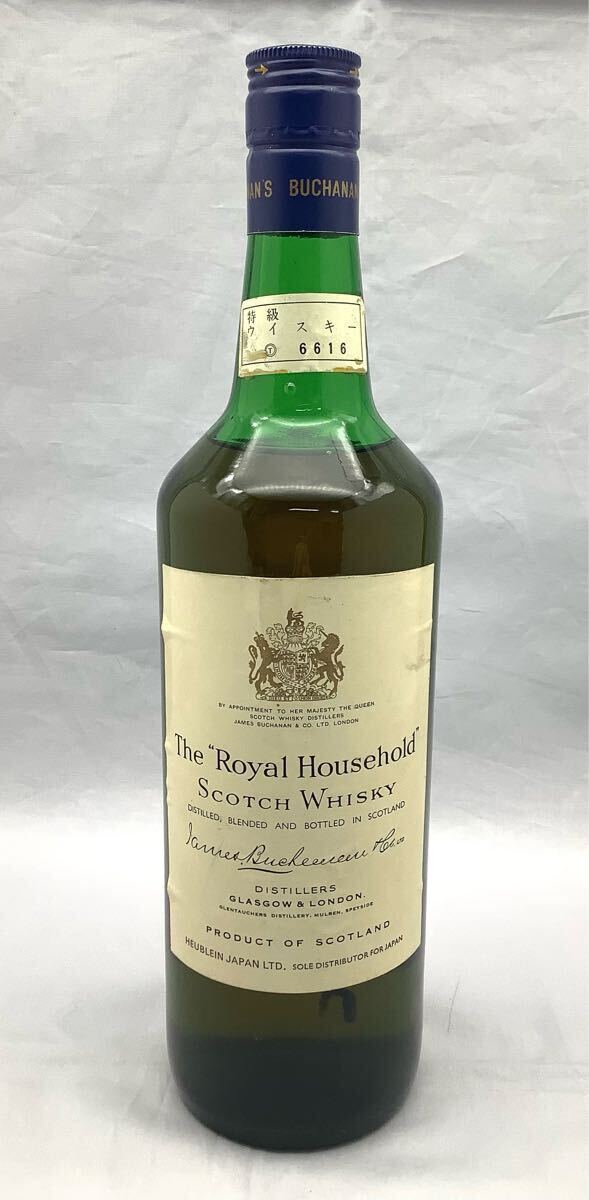 AN'S BUCHANAN
特級
ウイスキー
Ⓣ 6616
BY APPOINTMENT TO HER MAJESTY THE QUEEN
SCOTCH WHISKY DISTILLERS
JAMES BUCHANAN & CO. LTD. LONDON
The "Royal Household"
SCOTCH WHISKY
DISTILLED, BLENDED AND BOTTLED IN SCOTLAND
James Buchanan & Co. Ltd
DISTILLERS
GLASGOW & LONDON.
GLENTAUCHERS DISTILLERY, MULBEN, SPEYSIDE
PRODUCT OF SCOTLAND
HEUBLEIN JAPAN LTD. SOLE DISTRIBUTOR FOR JAPAN